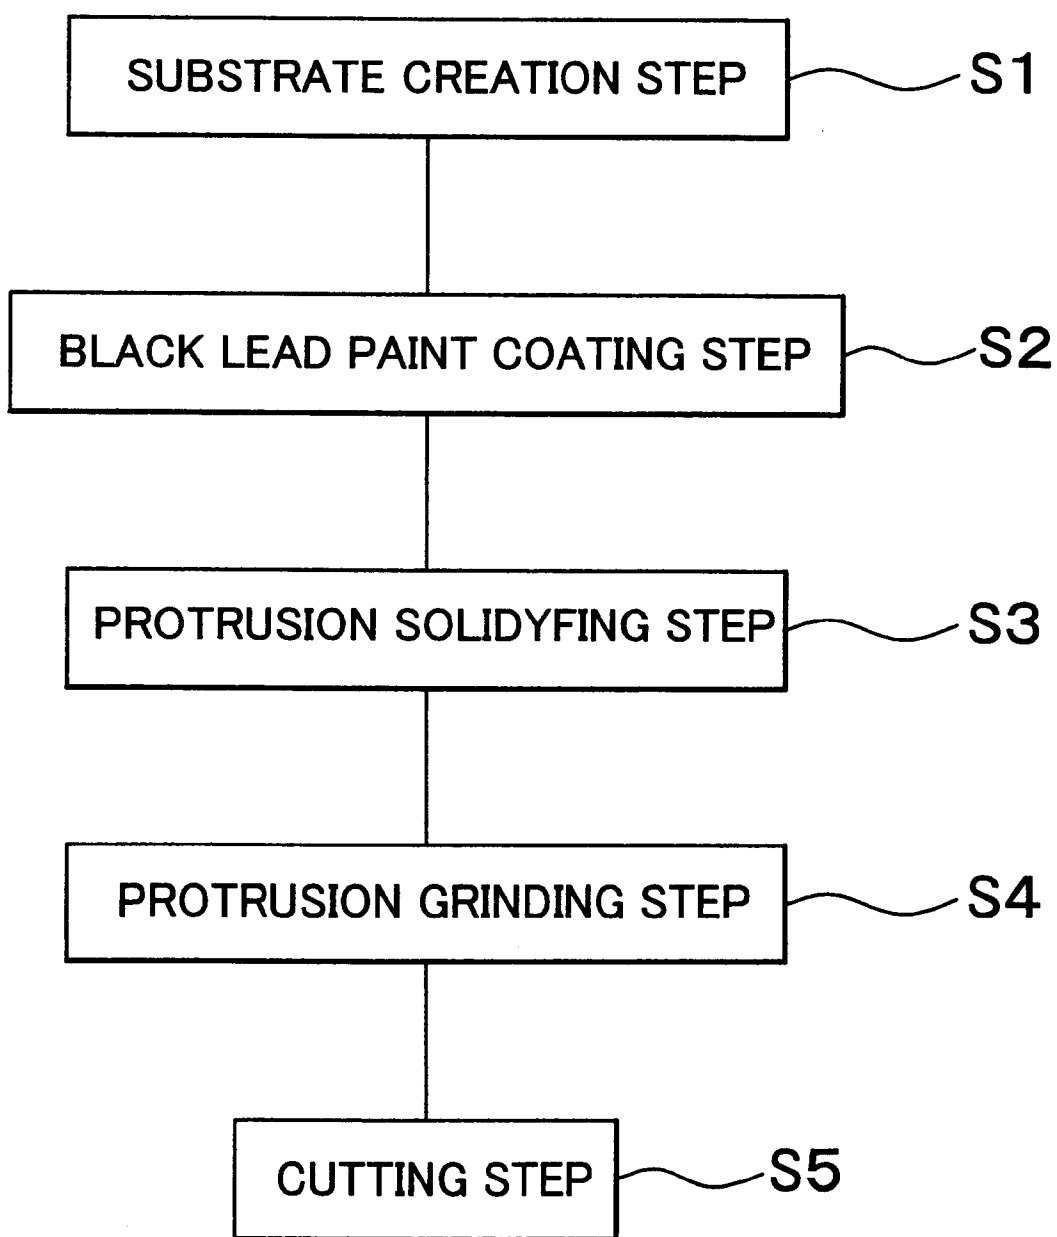 SUBSTRATE CREATION STEP S1
BLACK LEAD PAINT COATING STEP S2
PROTRUSION SOLIDYFING STEP S3
PROTRUSION GRINDING STEP S4
CUTTING STEP S5